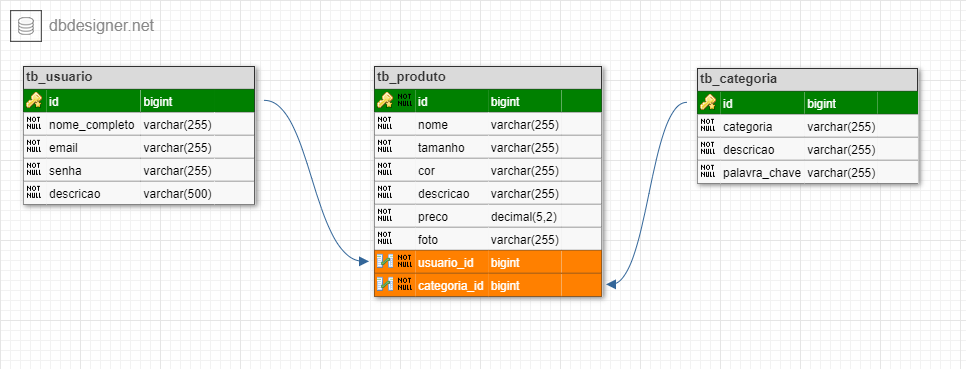 dbdesigner.net
tb_usuario
id bigint
NOT NULL nome_completo varchar(255)
NOT NULL email varchar(255)
NOT NULL senha varchar(255)
NOT NULL descricao varchar(500)
tb_produto
NOT NULL id bigint
NOT NULL nome varchar(255)
NOT NULL tamanho varchar(255)
NOT NULL cor varchar(255)
NOT NULL descricao varchar(255)
NOT NULL preco decimal(5,2)
NOT NULL foto varchar(255)
NOT NULL usuario_id bigint
NOT NULL categoria_id bigint
tb_categoria
id bigint
NOT NULL categoria varchar(255)
NOT NULL descricao varchar(255)
NOT NULL palavra_chave varchar(255)